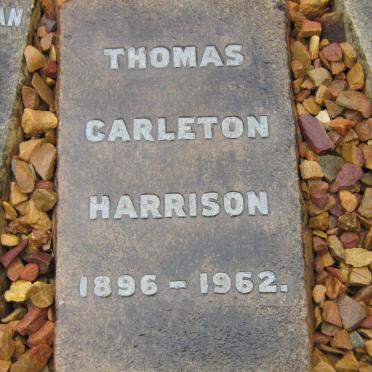 THOMAS
CARLETON
HARRISON
1896 - 1962.